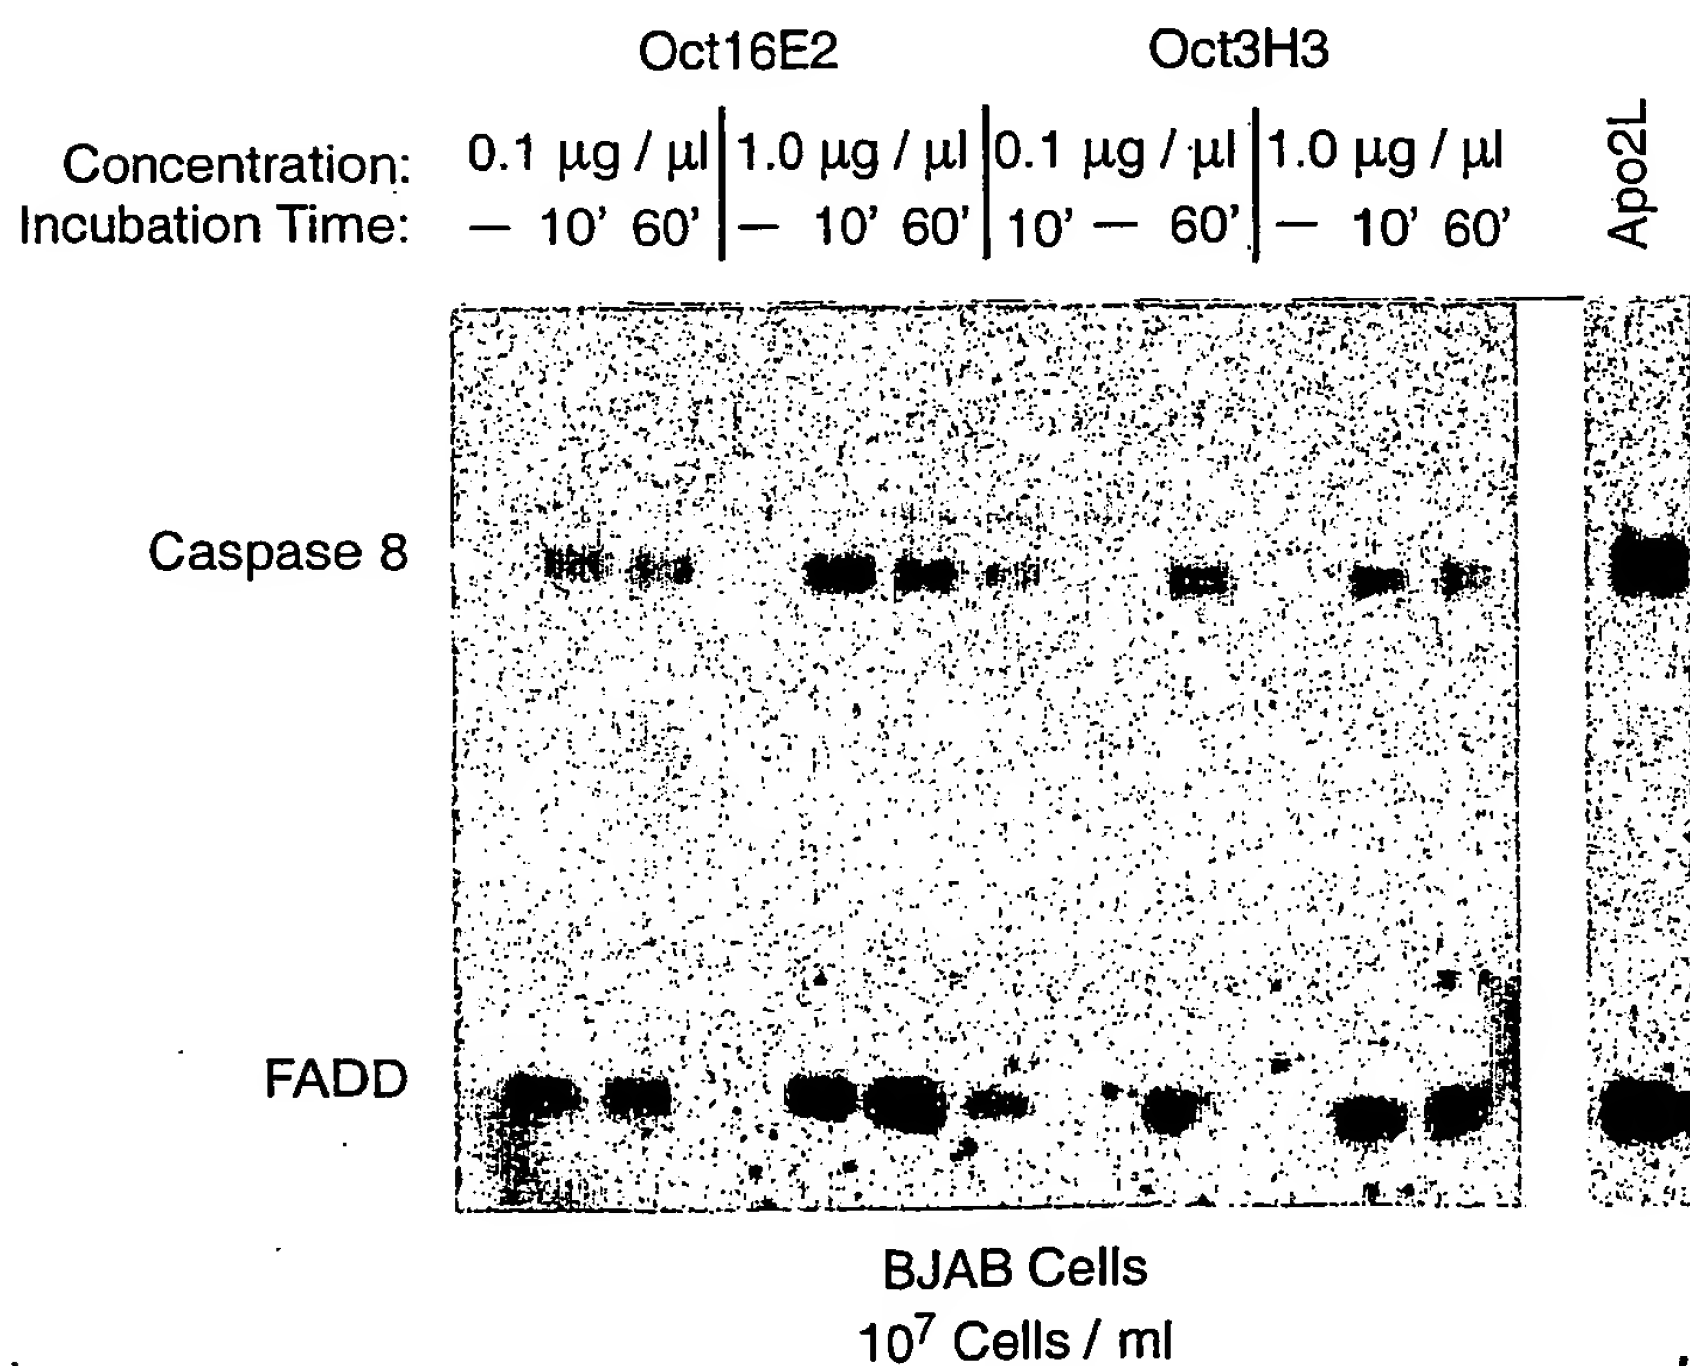 Oct16E2 Oct3H3
Concentration: 0.1 µg / µl 1.0 µg / µl 0.1 µg / µl 1.0 µg / µl
Incubation Time: — 10’ 60’ — 10’ 60’ 10’ — 60’ — 10’ 60’
Apo2L
Caspase 8
FADD
BJAB Cells
10⁷ Cells / ml